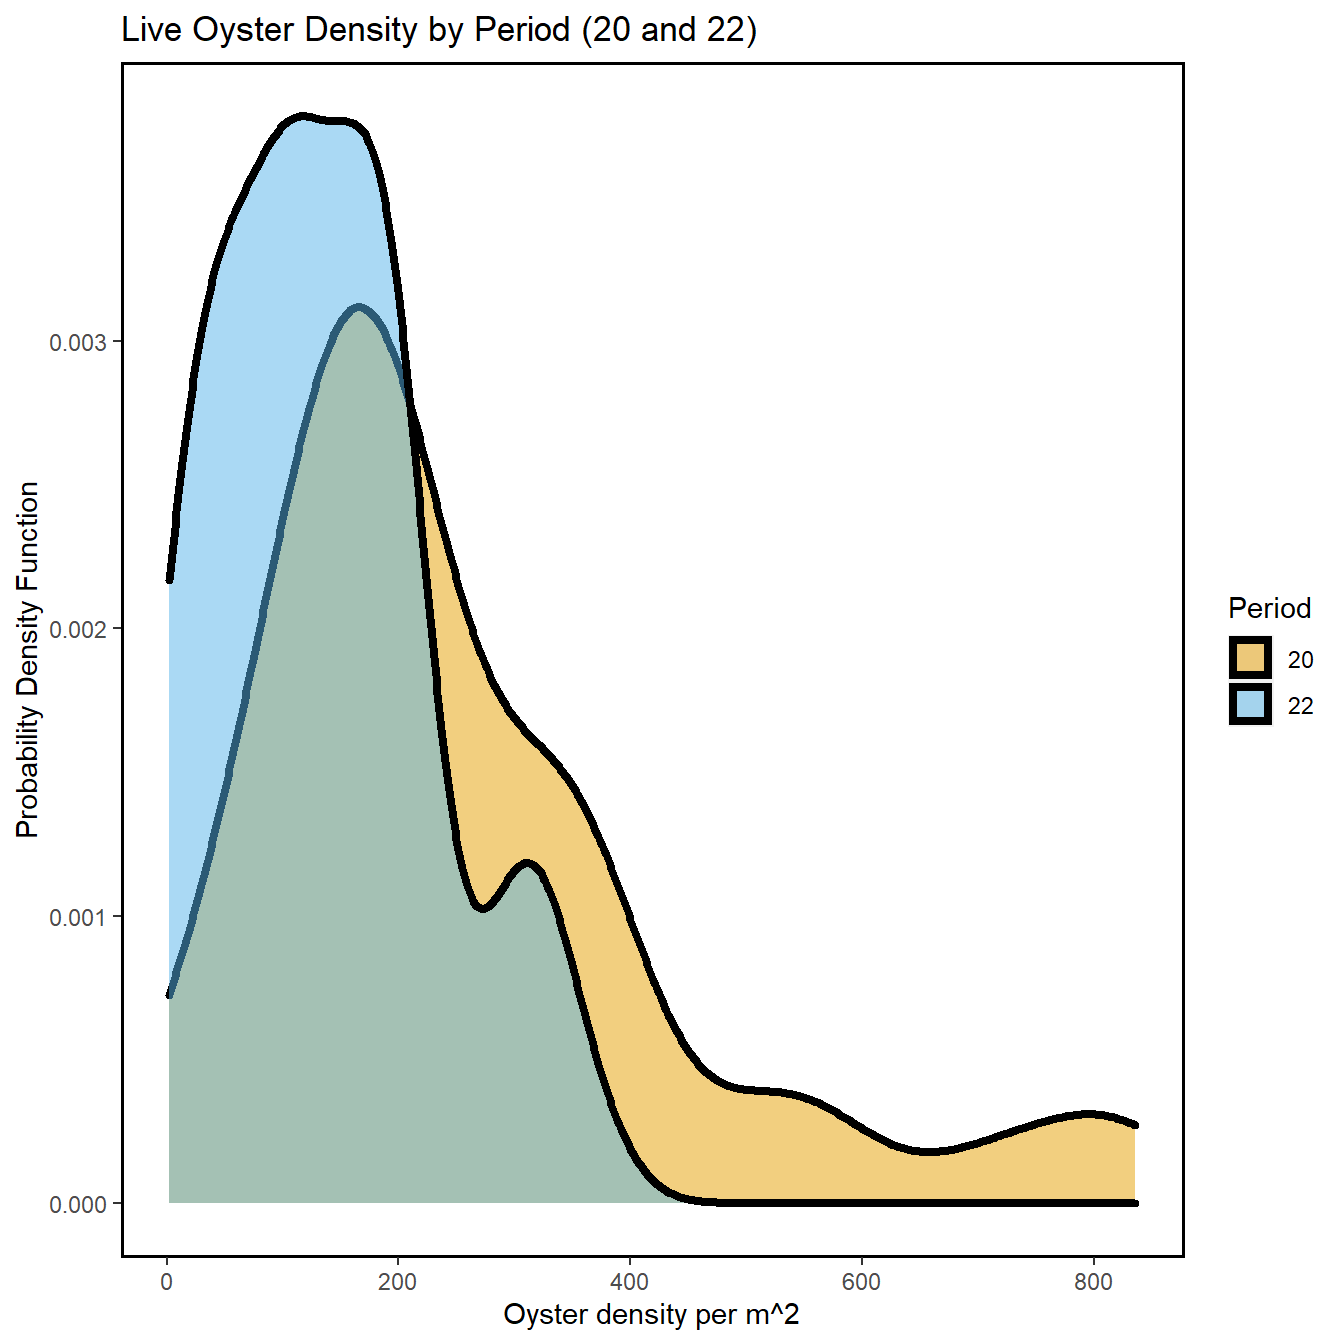 Live Oyster Density by Period (20 and 22)
Probability Density Function
0.003
0.002
0.001
0.000
0 200 400 600 800
Oyster density per m^2
Period
20
22